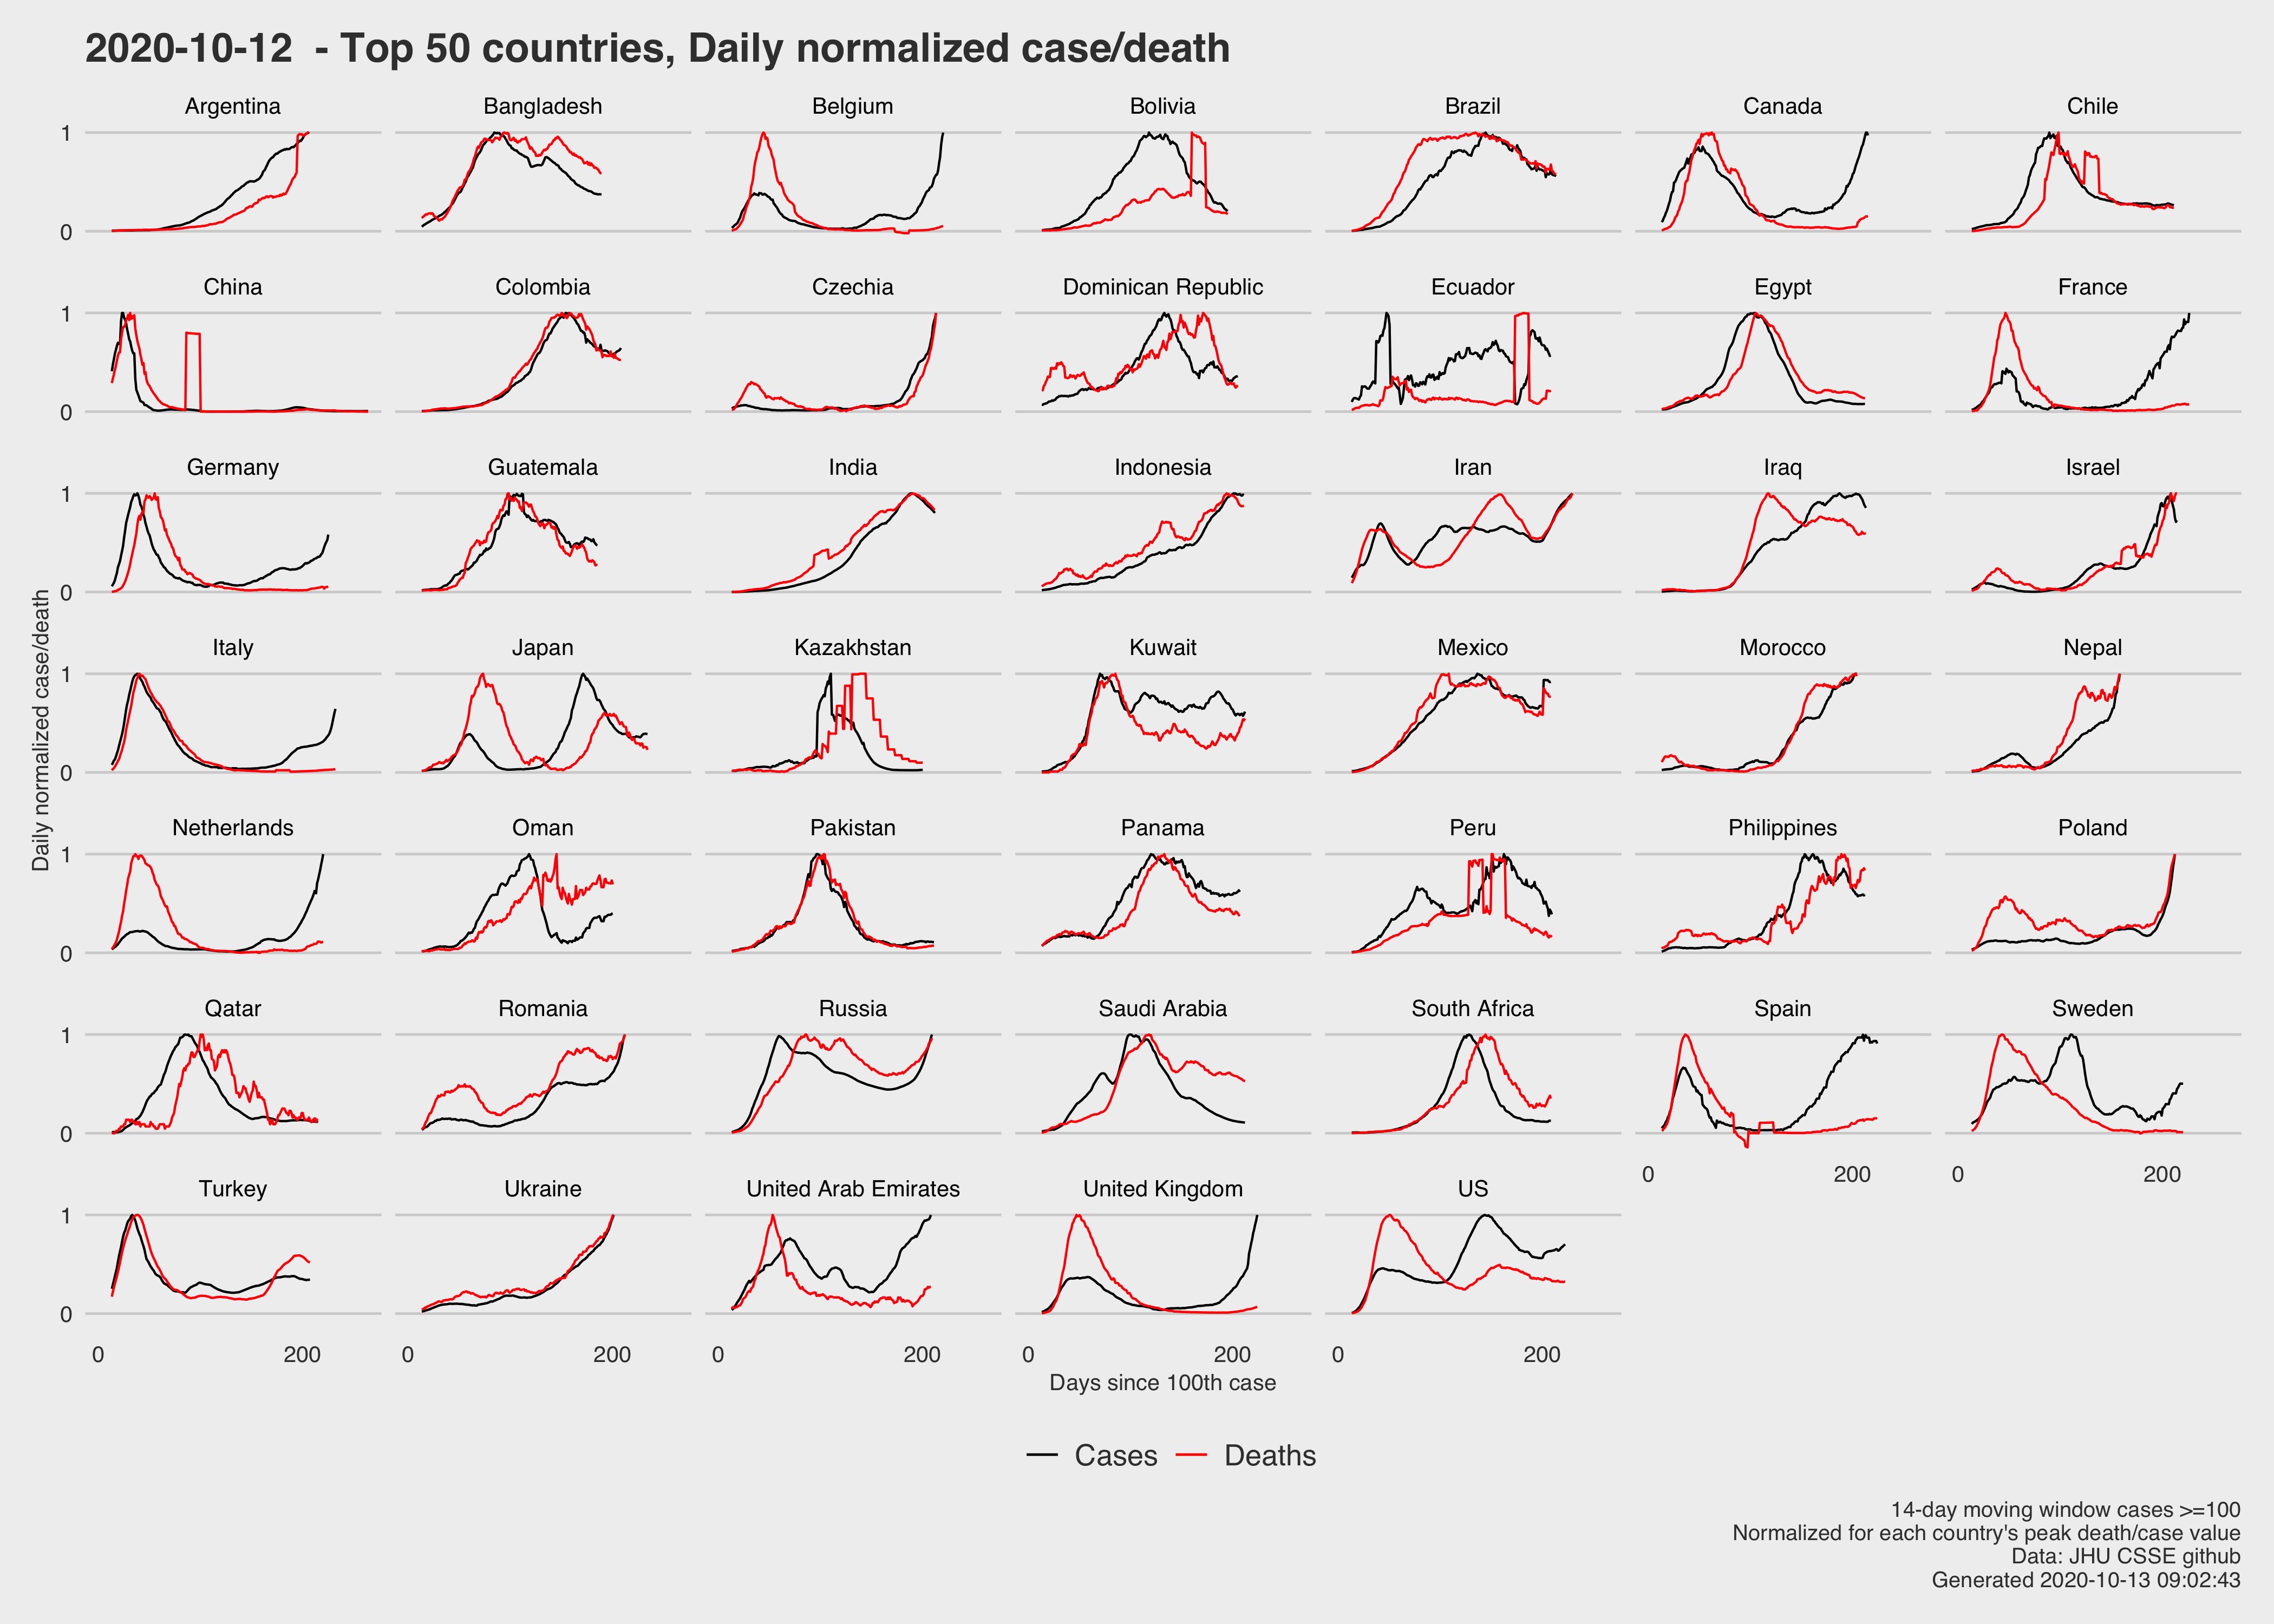 2020-10-12  - Top 50 countries, Daily normalized case/death
Argentina Bangladesh Belgium Bolivia Brazil Canada Chile
1
0
China Colombia Czechia Dominican Republic Ecuador Egypt France
1
0
Germany Guatemala India Indonesia Iran Iraq Israel
1
0
Daily normalized case/death
Italy Japan Kazakhstan Kuwait Mexico Morocco Nepal
1
0
Netherlands Oman Pakistan Panama Peru Philippines Poland
1
0
Qatar Romania Russia Saudi Arabia South Africa Spain Sweden
1
0
0 200 0 200
Turkey Ukraine United Arab Emirates United Kingdom US
1
0
0 200 0 200 0 200 0 200 0 200
Days since 100th case
Cases Deaths
14-day moving window cases >=100
Normalized for each country's peak death/case value
Data: JHU CSSE github
Generated 2020-10-13 09:02:43